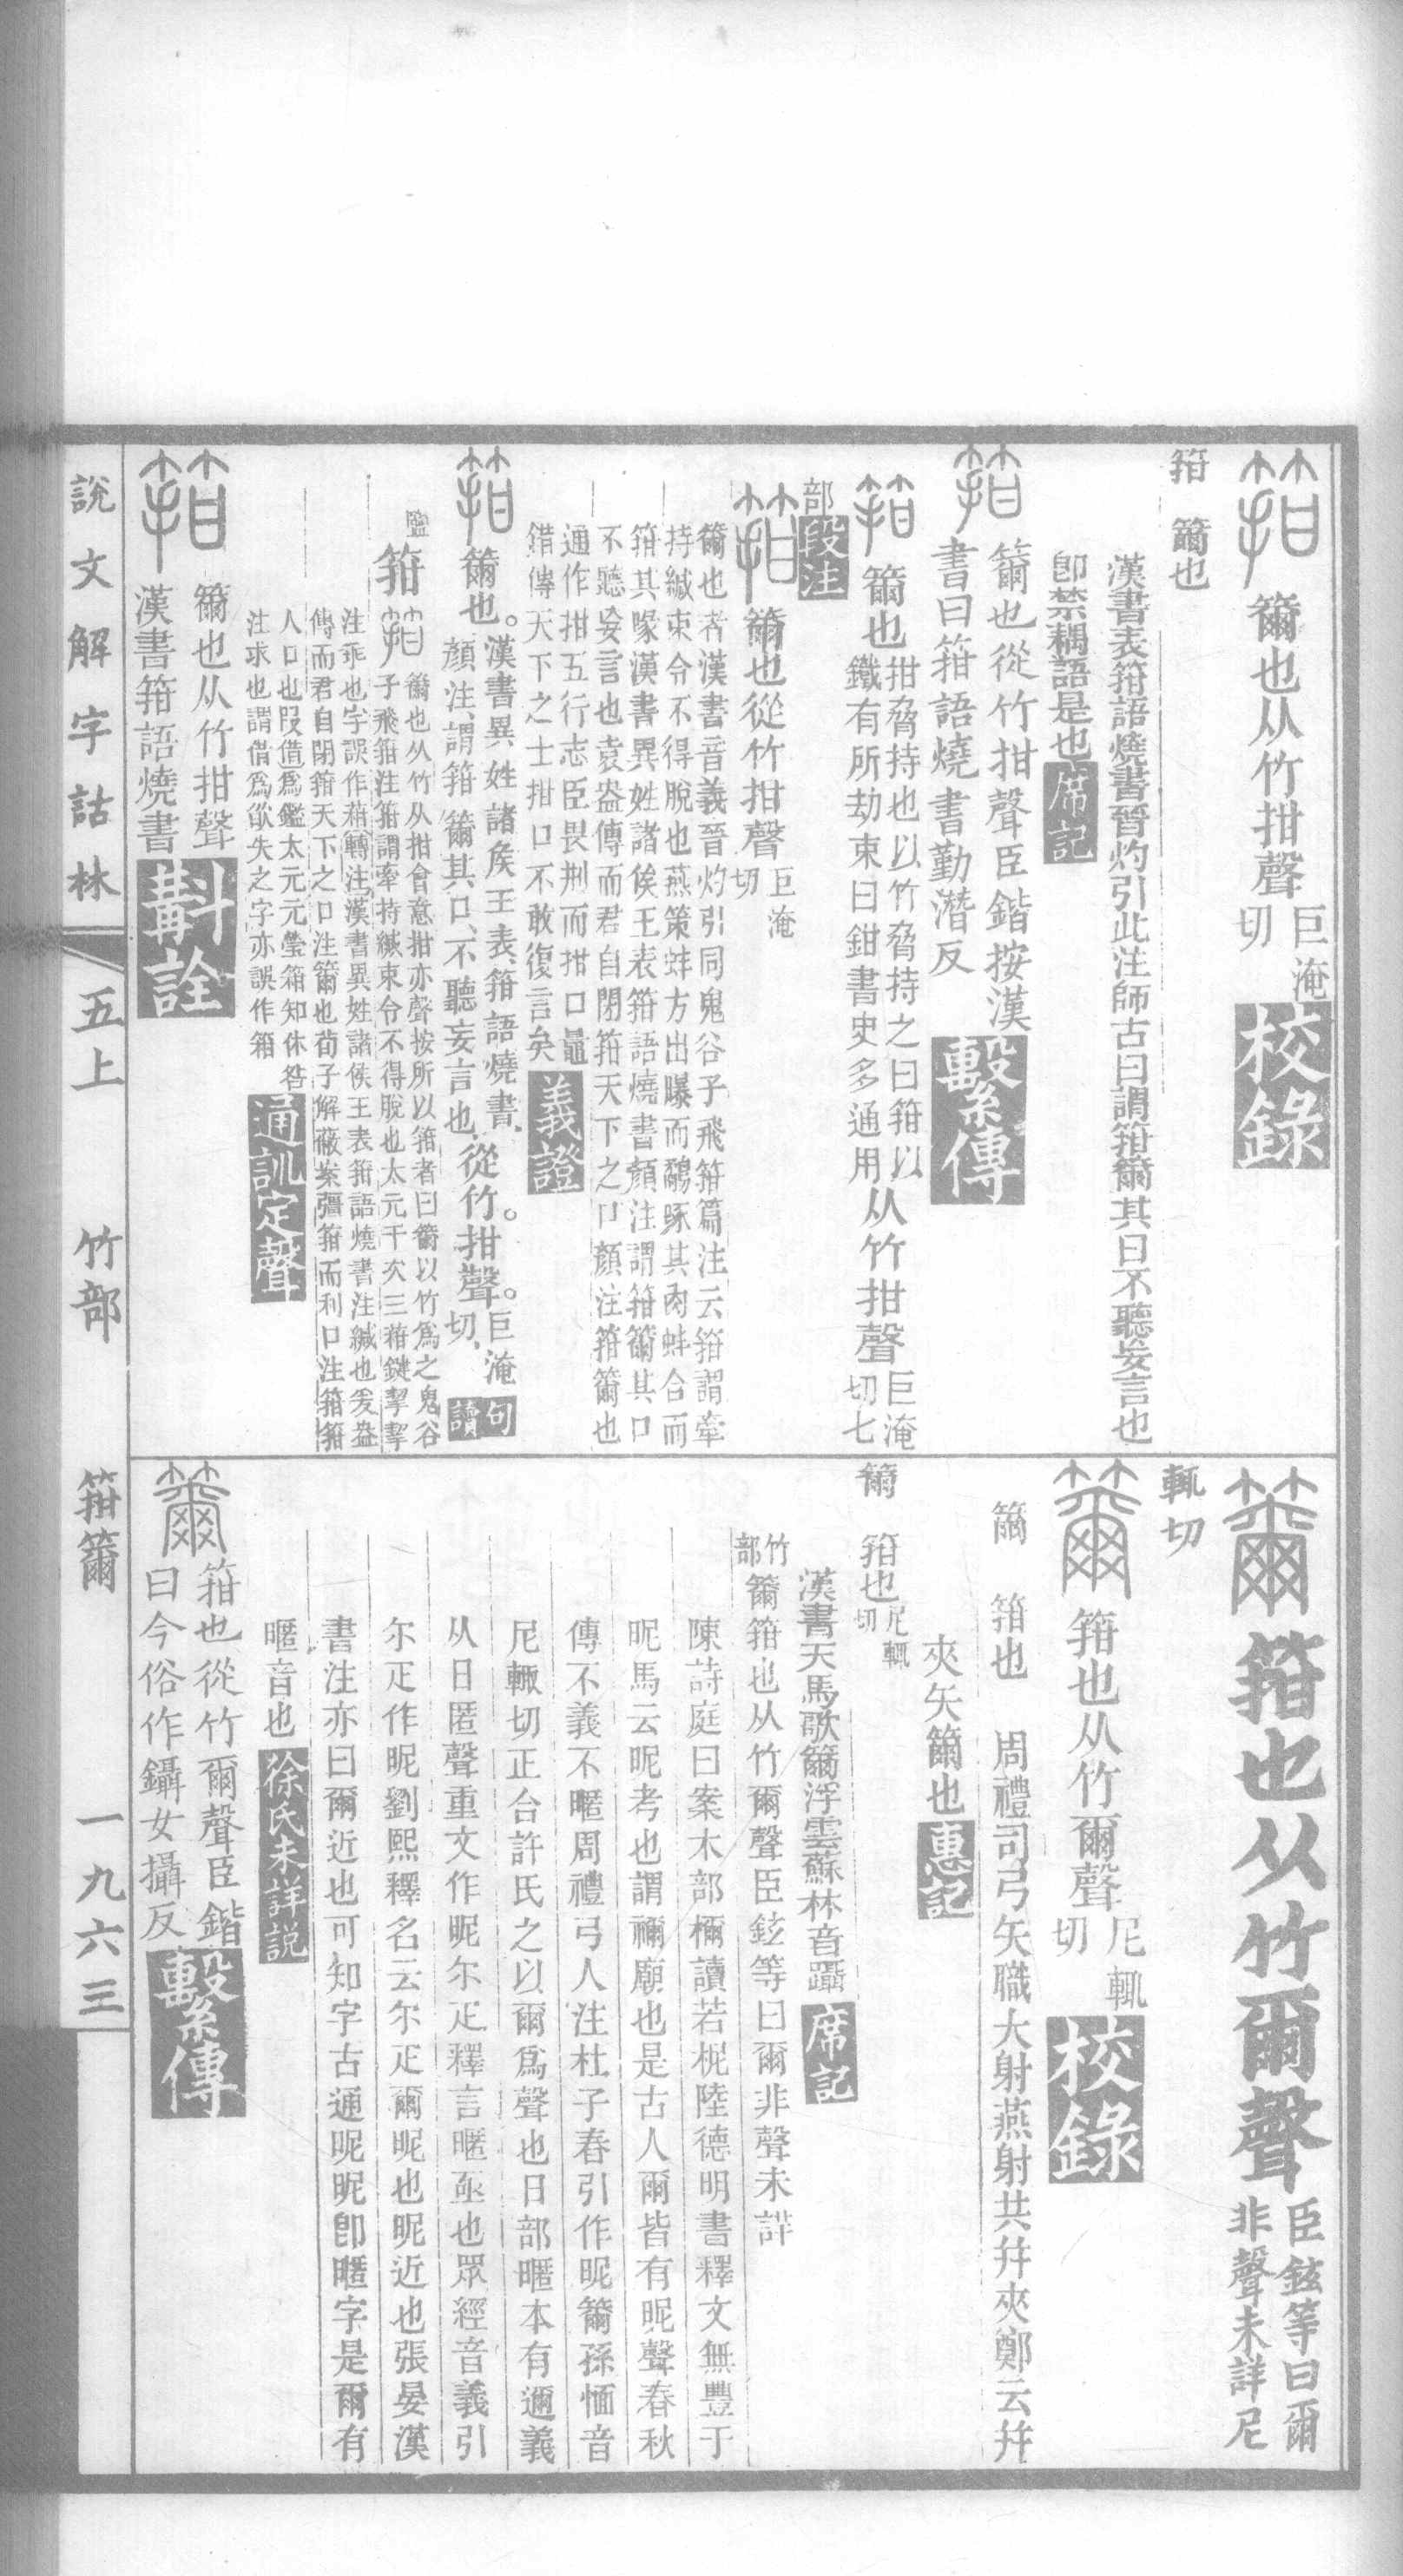 箝 籋也从竹拑聲巨淹切校錄
箝 籋也
漢書表箝語燒書晉灼引此注師古曰謂箝籋其口不聽妄言也
卽禁耦語是也席記
箝 籋也從竹拑聲臣鍇按漢
書曰箝語燒書勤潛反繫傳
箝 籋也拑脅持也以竹脅持之曰箝以
鐵有所劫束曰鉗書史多通用从竹拑聲巨淹切七
部段注
箝 籋也從竹拑聲巨淹切
籋也者漢書音義晉灼引同鬼谷子飛箝篇注云箝謂牽
持緘束令不得脫也燕策蚌方出曝而鷸啄其肉蚌合而
箝其喙漢書異姓諸侯王表箝語燒書顏注謂箝籋其口
不聽妄言也袁盎傳而君自閉箝天下之口顏注箝籋也
通作拑五行志臣畏刑而拑口鼂
錯傳天下之士拑口不敢復言矣義證
箝 籋也。漢書異姓諸矦王表、箝語燒書、
顏注、謂箝籋其口、不聽妄言也、從竹拑聲。巨淹切、句讀
鹽
箝 箝 籋也从竹从拑會意拑亦聲按所以箝者曰籋以竹爲之鬼谷
子飛箝注箝謂牽持緘束令不得脫也太元干次三葙鍵挈挈
注乖也字誤作葙轉注漢書異姓諸侯王表箝語燒書注緘也爰盎
傳而君自閉箝天下之口注籋也荀子解蔽案彊箝而利口注箝箝
人口也叚借爲鑑太元元瑩箱知休咎
注求也謂借爲欲失之字亦誤作箱通訓定聲
箝 籋也从竹拑聲
漢書箝語燒書斠詮
籋 箝也从竹爾聲臣鉉等曰爾
非聲未詳尼
輒切
籋 箝也从竹爾聲尼輒切校錄
籋 箝也 周禮司弓矢職大射燕射共幷夾鄭云幷
夾矢籋也惠記
籋 箝也尼輒切
漢書天馬歌籋浮雲蘇林音躡席記
竹部
籋箝也从竹爾聲臣鉉等曰爾非聲未詳
陳詩庭曰案木部檷讀若柅陸德明書釋文無豐于
昵馬云昵考也謂禰廟也是古人爾皆有昵聲春秋
傳不義不暱周禮弓人注杜子春引作昵籋孫愐音
尼輙切正合許氏之以爾爲聲也日部暱本有邇義
从日匿聲重文作昵尔疋釋言暱亟也眾經音義引
尔疋作昵劉熙釋名云尔疋爾昵也昵近也張晏漢
書注亦曰爾近也可知字古通昵昵卽暱字是爾有
暱音也徐氏未詳說
籋 箝也從竹爾聲臣鍇
曰今俗作鑷女攝反繫傳
說文解字詁林 五上 竹部 箝籋 一九六三